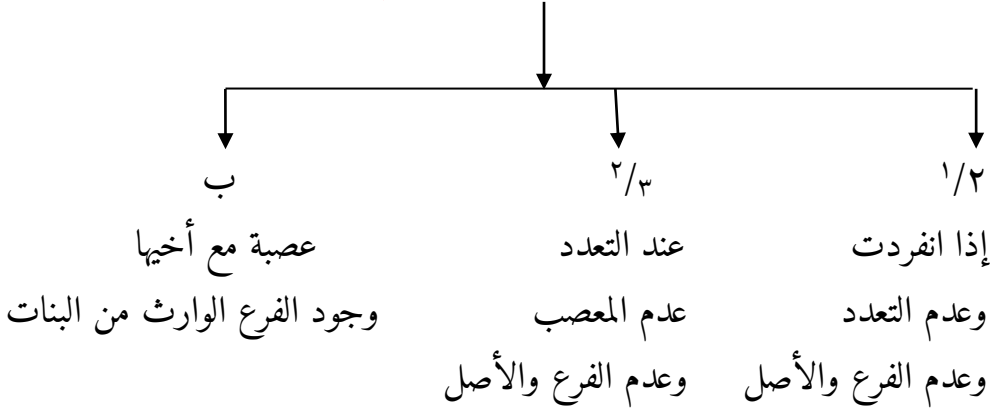 ١/٢ ٢/٣ ب
إذا انفردت عند التعدد عصبة مع أخيها
وعدم التعدد عدم المعصب وجود الفرع الوارث من البنات
وعدم الفرع والأصل وعدم الفرع والأصل